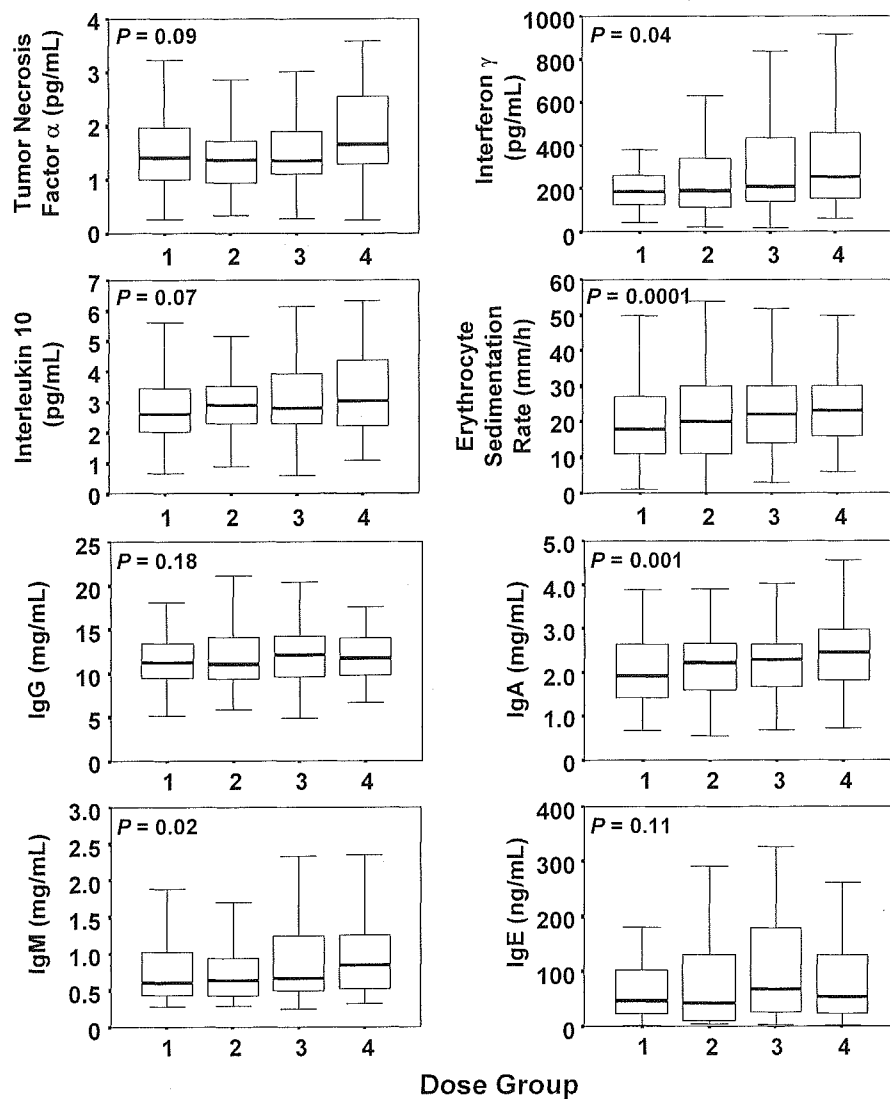 Tumor Necrosis
Factor α (pg/mL)
4
3
2
1
0
P = 0.09
1 2 3 4
Interferon γ
(pg/mL)
1000
800
600
400
200
0
P = 0.04
1 2 3 4
Interleukin 10
(pg/mL)
7
6
5
4
3
2
1
0
P = 0.07
1 2 3 4
Erythrocyte
Sedimentation
Rate (mm/h)
60
50
40
30
20
10
0
P = 0.0001
1 2 3 4
IgG (mg/mL)
25
20
15
10
5
0
P = 0.18
1 2 3 4
IgA (mg/mL)
5.0
4.0
3.0
2.0
1.0
0
P = 0.001
1 2 3 4
IgM (mg/mL)
3.0
2.5
2.0
1.5
1.0
0.5
0
P = 0.02
1 2 3 4
IgE (ng/mL)
400
300
200
100
0
P = 0.11
1 2 3 4
Dose Group